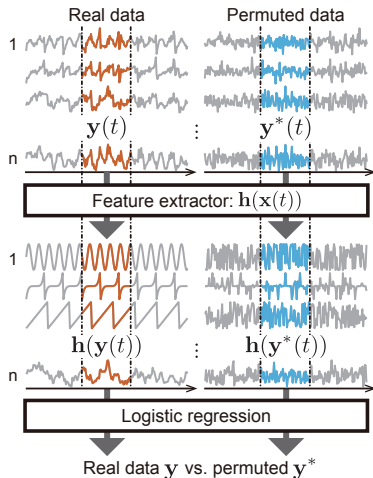 Real data Permuted data
1
y(t) ⋮ y*(t)
n
Feature extractor: h(x(t))
1
h(y(t)) ⋮ h(y*(t))
n
Logistic regression
Real data y vs. permuted y*